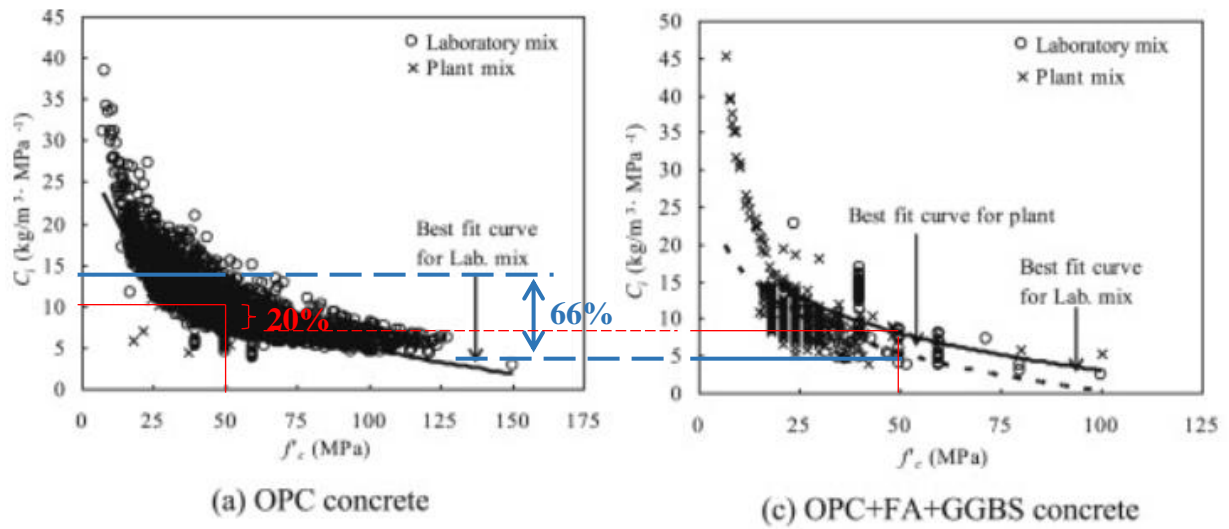 45
40
35
30
25
20
15
10
5
0
C_i (kg/m³· MPa⁻¹)
○ Laboratory mix
× Plant mix
Best fit curve
for Lab. mix
20%
66%
0 25 50 75 100 125 150 175
f'_c (MPa)
(a) OPC concrete
50
45
40
35
30
25
20
15
10
5
0
C_i (kg/m³· MPa⁻¹)
○ Laboratory mix
× Plant mix
Best fit curve for plant
Best fit curve
for Lab. mix
0 25 50 75 100 125
f'_c (MPa)
(c) OPC+FA+GGBS concrete